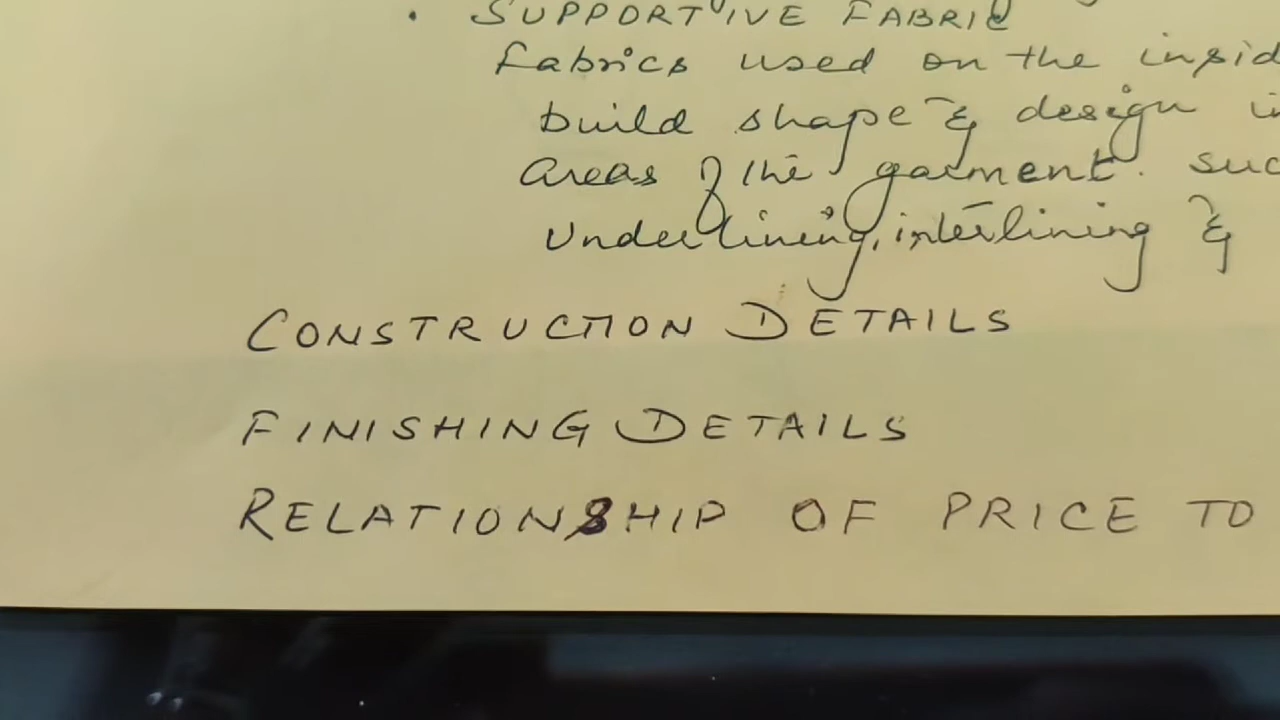 • SUPPORTIVE FABRIC
fabrics used on the insid
build shape & design i
areas of the garment. suc
underlining, interlining &
CONSTRUCTION DETAILS
FINISHING DETAILS
RELATIONSHIP OF PRICE TO